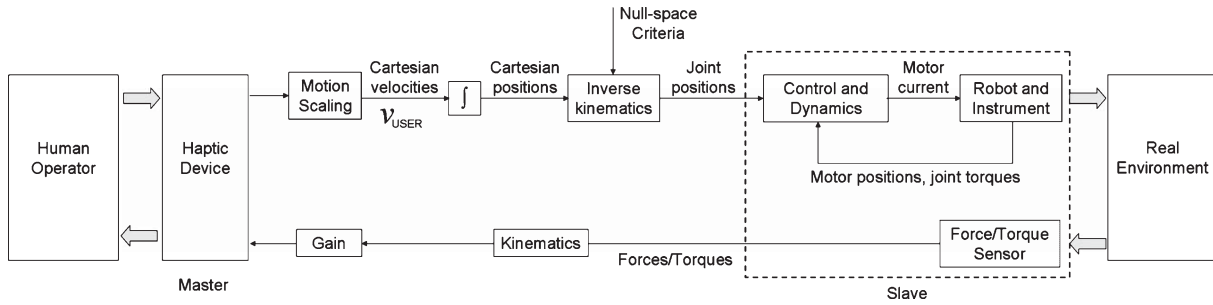 Null-space
Criteria
Human
Operator
Haptic
Device
Motion
Scaling
Cartesian
velocities
VUSER
∫
Cartesian
positions
Inverse
kinematics
Joint
positions
Control and
Dynamics
Motor
current
Robot and
Instrument
Motor positions, joint torques
Real
Environment
Gain
Kinematics
Forces/Torques
Force/Torque
Sensor
Master
Slave